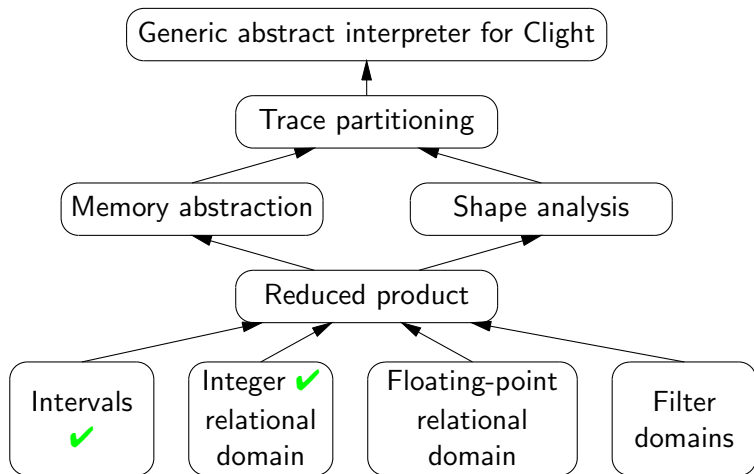 Generic abstract interpreter for Clight
Trace partitioning
Memory abstraction
Shape analysis
Reduced product
Intervals
✔
Integer ✔
relational
domain
Floating-point
relational
domain
Filter
domains